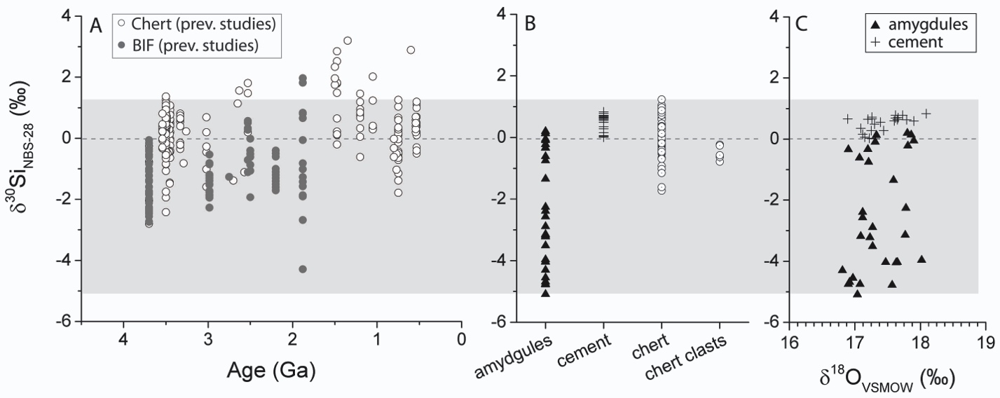 A
Chert (prev. studies)
BIF (prev. studies)
4
2
0
-2
-4
-6
δ³⁰Si_NBS-28 (‰)
4 3 2 1 0
Age (Ga)
B
4
2
0
-2
-4
-6
amydgules
cement
chert
chert clasts
C
amygdules
cement
4
2
0
-2
-4
-6
16 17 18 19
δ¹⁸O_VSMOW (‰)